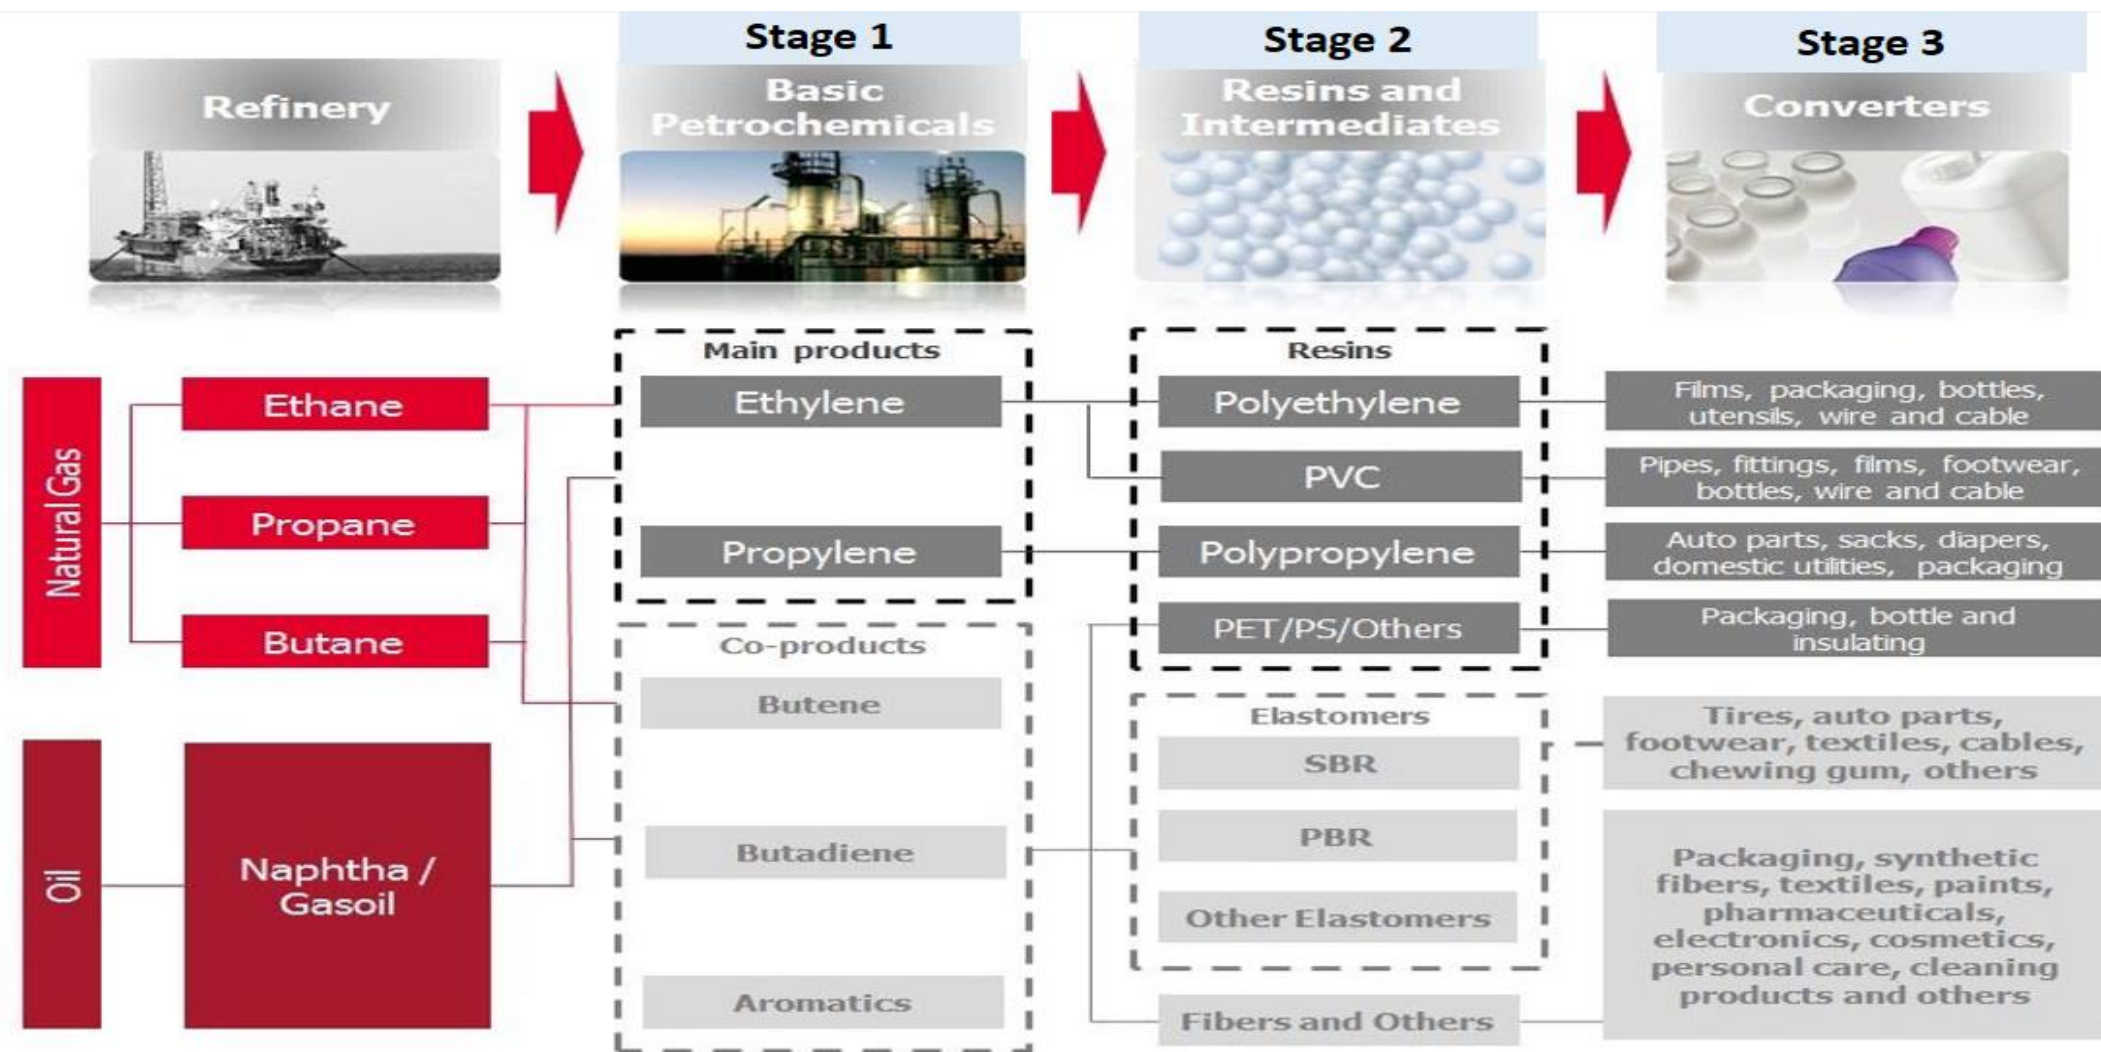 Stage 1
Stage 2
Stage 3
Refinery
Basic
Petrochemicals
Resins and
Intermediates
Converters
Natural Gas
Ethane
Propane
Butane
Oil
Naphtha /
Gasoil
Main products
Ethylene
Propylene
Co-products
Butene
Butadiene
Aromatics
Resins
Polyethylene
PVC
Polypropylene
PET/PS/Others
Elastomers
SBR
PBR
Other Elastomers
Fibers and Others
Films, packaging, bottles,
utensils, wire and cable
Pipes, fittings, films, footwear,
bottles, wire and cable
Auto parts, sacks, diapers,
domestic utilities, packaging
Packaging, bottle and
insulating
Tires, auto parts,
footwear, textiles, cables,
chewing gum, others
Packaging, synthetic
fibers, textiles, paints,
pharmaceuticals,
electronics, cosmetics,
personal care, cleaning
products and others